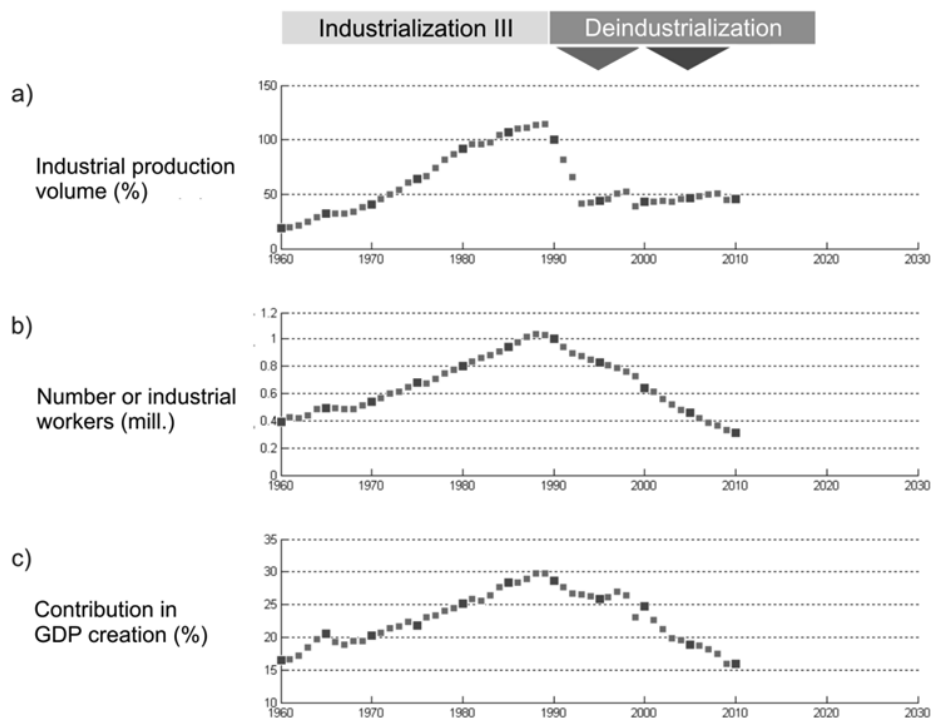 Industrialization III Deindustrialization
a)
Industrial production
volume (%)
150
100
50
0
1960 1970 1980 1990 2000 2010 2020 2030
b)
Number or industrial
workers (mill.)
1.2
1
0.8
0.6
0.4
0.2
0
1960 1970 1980 1990 2000 2010 2020 2030
c)
Contribution in
GDP creation (%)
35
30
25
20
15
10
1960 1970 1980 1990 2000 2010 2020 2030